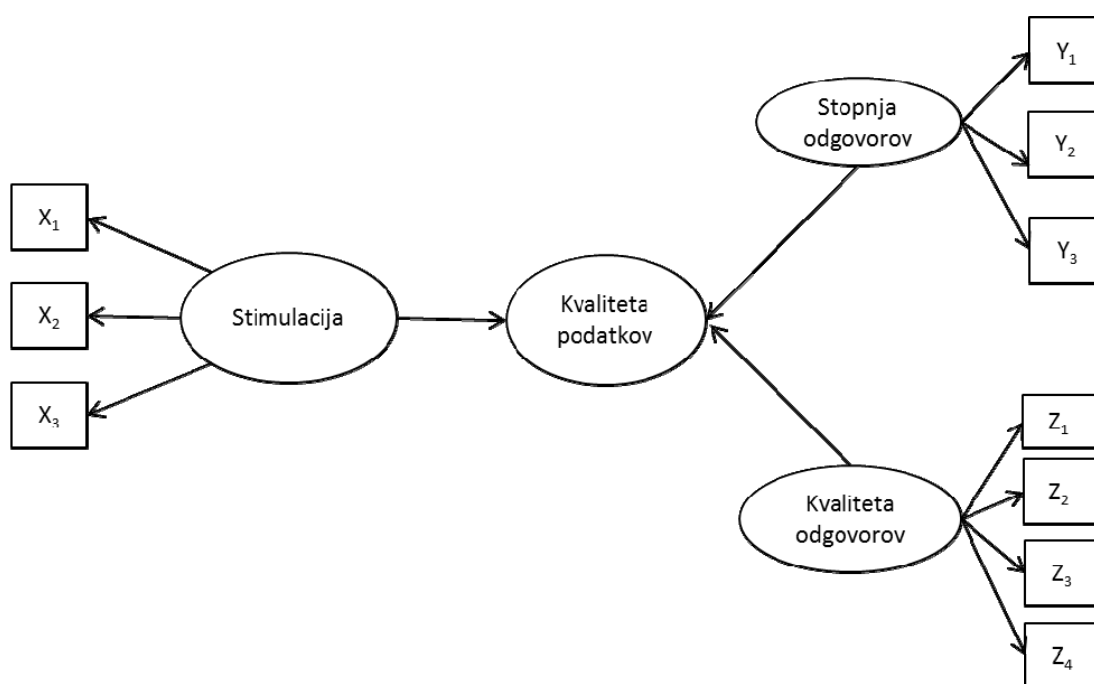 X₁
X₂
X₃
Stimulacija
Kvaliteta
podatkov
Stopnja
odgovorov
Y₁
Y₂
Y₃
Kvaliteta
odgovorov
Z₁
Z₂
Z₃
Z₄